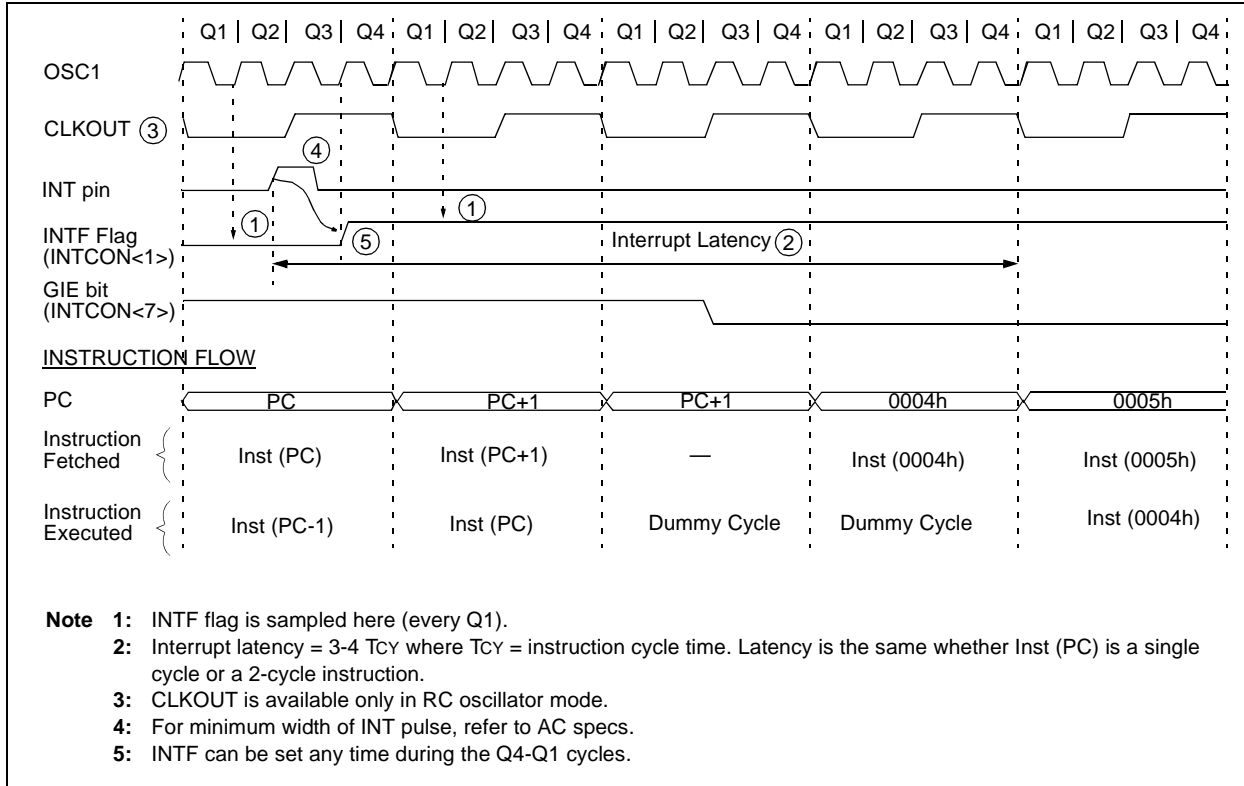 Q1 | Q2 | Q3 | Q4 Q1 | Q2 | Q3 | Q4 Q1 | Q2 | Q3 | Q4 Q1 | Q2 | Q3 | Q4 Q1 | Q2 | Q3 | Q4
OSC1
CLKOUT 3
4
INT pin
1
1
INTF Flag
(INTCON<1>)
5
Interrupt Latency 2
GIE bit
(INTCON<7>)
INSTRUCTION FLOW
PC PC PC+1 PC+1 0004h 0005h
Instruction
Fetched
Inst (PC) Inst (PC+1) — Inst (0004h) Inst (0005h)
Instruction
Executed
Inst (PC-1) Inst (PC) Dummy Cycle Dummy Cycle Inst (0004h)
Note 1: INTF flag is sampled here (every Q1).
2: Interrupt latency = 3-4 TCY where TCY = instruction cycle time. Latency is the same whether Inst (PC) is a single
cycle or a 2-cycle instruction.
3: CLKOUT is available only in RC oscillator mode.
4: For minimum width of INT pulse, refer to AC specs.
5: INTF can be set any time during the Q4-Q1 cycles.